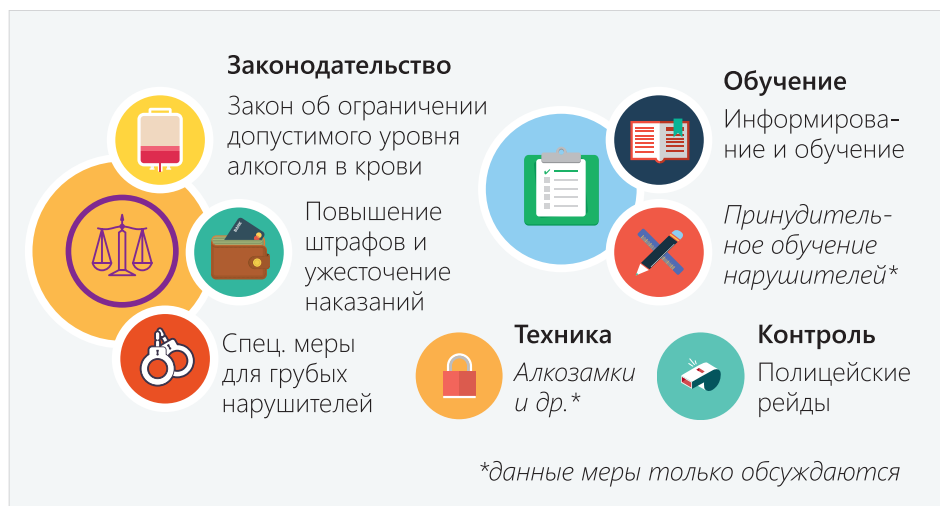 Законодательство
Закон об ограничении
допустимого уровня
алкоголя в крови
Повышение
штрафов и
ужесточение
наказаний
Спец. меры
для грубых
нарушителей
Обучение
Информирова-
ние и обучение
Принудитель-
ное обучение
нарушителей*
Техника
Алкозамки
и др.*
Контроль
Полицейские
рейды
*данные меры только обсуждаются